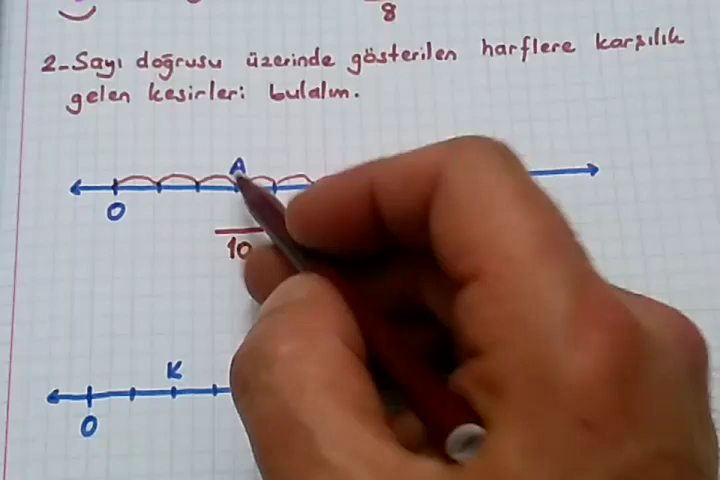 8
2-Sayı doğrusu üzerinde gösterilen harflere karşılık
gelen kesirleri bulalım.
A
0
10
K
0